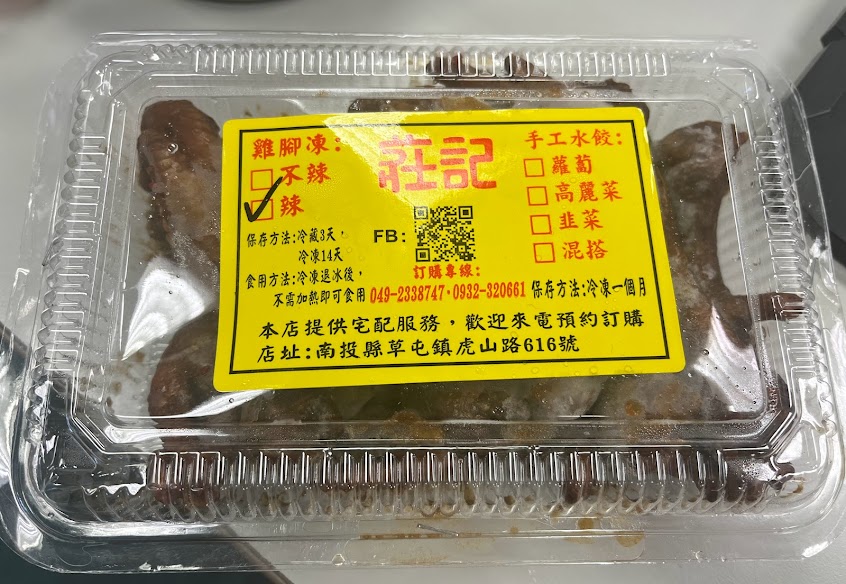 雞腳凍:
□不辣
☑辣
保存方法:冷藏3天,
冷凍14天
食用方法:冷凍退冰後,
不需加熱即可食用
莊記
FB:
訂購專線:
049-2338747·0932-320661
手工水餃:
□蘿蔔
□高麗菜
□韭菜
□混搭
保存方法:冷凍一個月
本店提供宅配服務,歡迎來電預約訂購
店址:南投縣草屯鎮虎山路616號